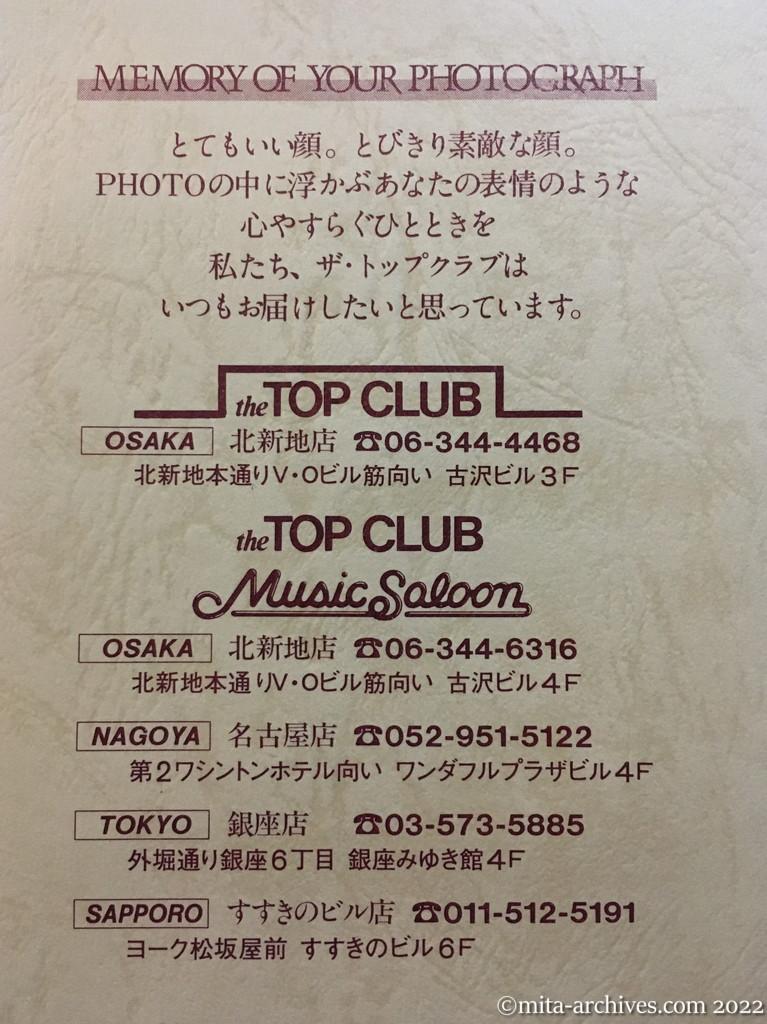 MEMORY OF YOUR PHOTOGRAPH
とてもいい顔。とびきり素敵な顔。
PHOTOの中に浮かぶあなたの表情のような
心やすらぐひとときを
私たち、ザ・トップクラブは
いつもお届けしたいと思っています。
the TOP CLUB
OSAKA 北新地店 ☎06-344-4468
北新地本通りV・Oビル筋向い 古沢ビル3F
the TOP CLUB
Music Saloon
OSAKA 北新地店 ☎06-344-6316
北新地本通りV・Oビル筋向い 古沢ビル4F
NAGOYA 名古屋店 ☎052-951-5122
第2ワシントンホテル向い ワンダフルプラザビル4F
TOKYO 銀座店 ☎03-573-5885
外堀通り銀座6丁目 銀座みゆき館4F
SAPPORO すすきのビル店 ☎011-512-5191
ヨーク松坂屋前 すすきのビル6F
©mita-archives.com 2022